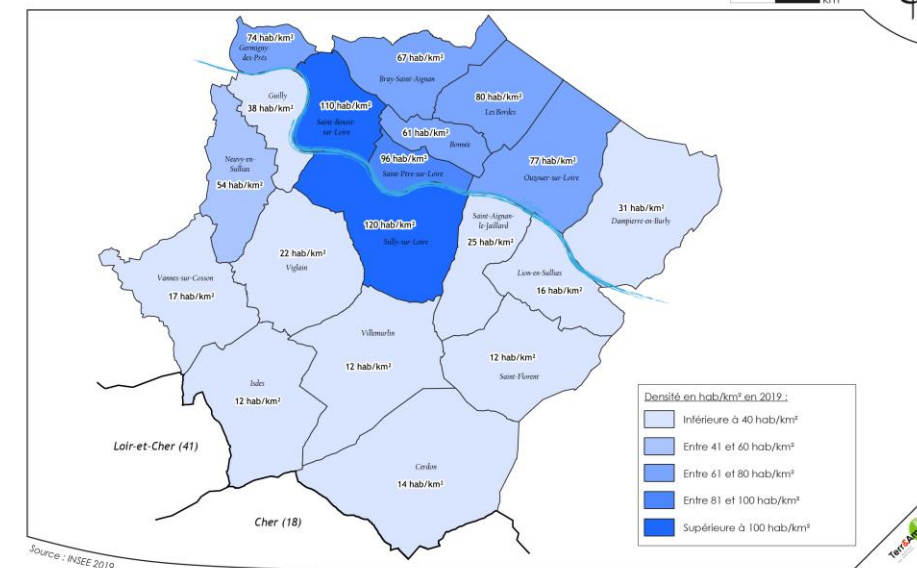 km
74 hab/km²
Germigny-
des-Prés
67 hab/km²
Bray-Saint-Aignan
Guilly
38 hab/km²
110 hab/km²
Saint-Benoit-
sur-Loire
80 hab/km²
Les Bordes
61 hab/km²
Bonnée
96 hab/km²
Saint-Père-sur-Loire
77 hab/km²
Ouzouer-sur-Loire
Neuvy-en-
Sullias
54 hab/km²
31 hab/km²
Dampierre-en-Burly
120 hab/km²
Sully-sur-Loire
Saint-Aignan-
le-Jaillard
25 hab/km²
22 hab/km²
Viglain
Lion-en-Sullias
16 hab/km²
Vannes-sur-Cosson
17 hab/km²
Villemurlin
12 hab/km²
12 hab/km²
Saint-Florent
Isdes
12 hab/km²
Loir-et-Cher (41)
Cerdon
14 hab/km²
Cher (18)
Densité en hab/km² en 2019 :
Inférieure à 40 hab/km²
Entre 41 et 60 hab/km²
Entre 61 et 80 hab/km²
Entre 81 et 100 hab/km²
Supérieure à 100 hab/km²
Source : INSEE 2019